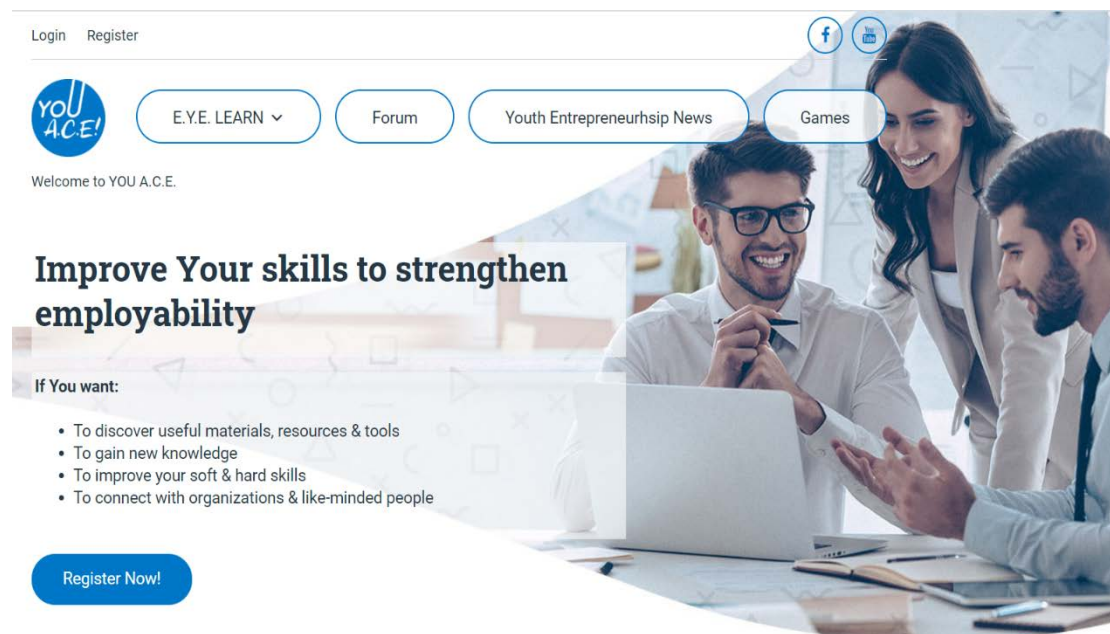 Login Register
You Tube
YOU
A.C.E!
E.Y.E. LEARN
Forum
Youth Entrepreneurhsip News
Games
Welcome to YOU A.C.E.
Improve Your skills to strengthen
employability
If You want:
• To discover useful materials, resources & tools
• To gain new knowledge
• To improve your soft & hard skills
• To connect with organizations & like-minded people
Register Now!